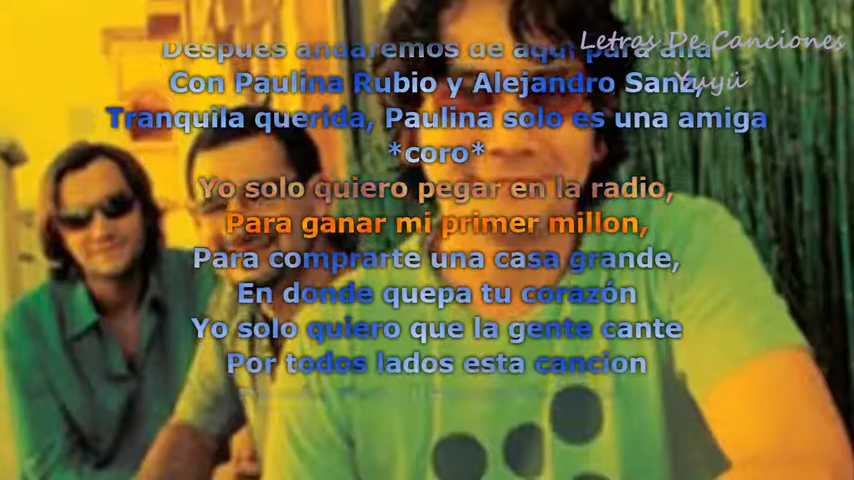 Letras De Canciones
Yuyü
Despues andaremos de aqui para alla
Con Paulina Rubio y Alejandro Sanz,
Tranquila querida, Paulina solo es una amiga
*coro*
Yo solo quiero pegar en la radio,
Para ganar mi primer millon,
Para comprarte una casa grande,
En donde quepa tu corazón
Yo solo quiero que la gente cante
Por todos lados esta cancion